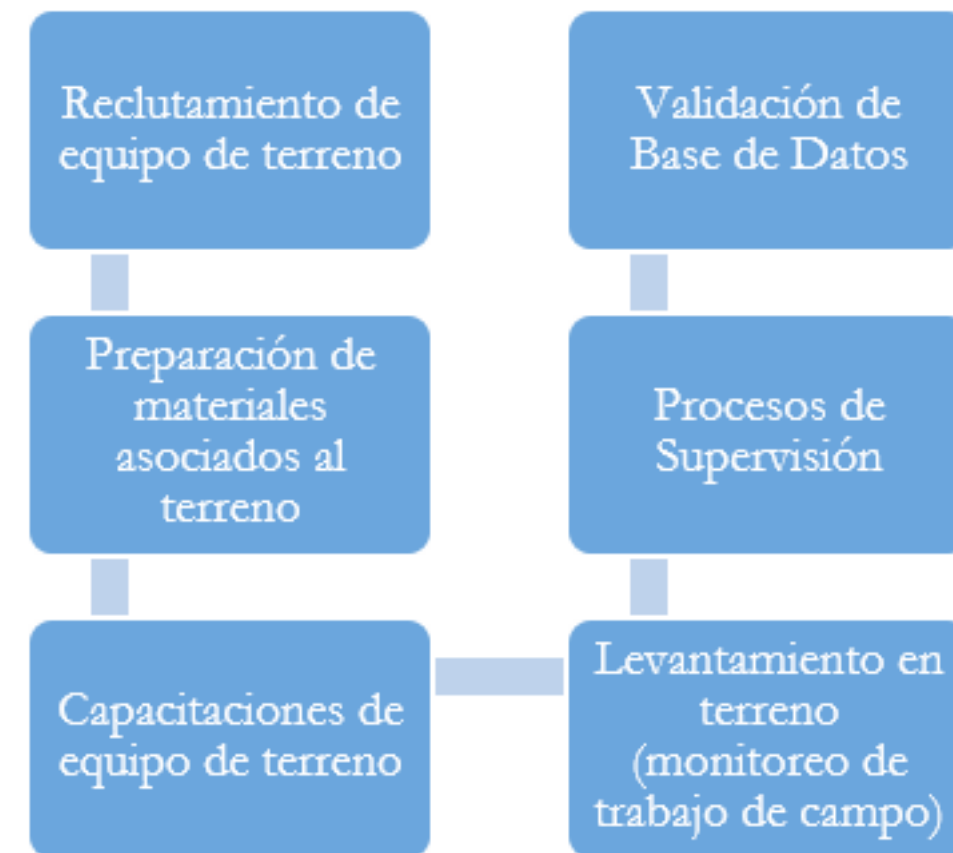 Reclutamiento de
equipo de terreno
Preparación de
materiales
asociados al
terreno
Capacitaciones de
equipo de terreno
Levantamiento en
terreno
(monitoreo de
trabajo de campo)
Procesos de
Supervisión
Validación de
Base de Datos